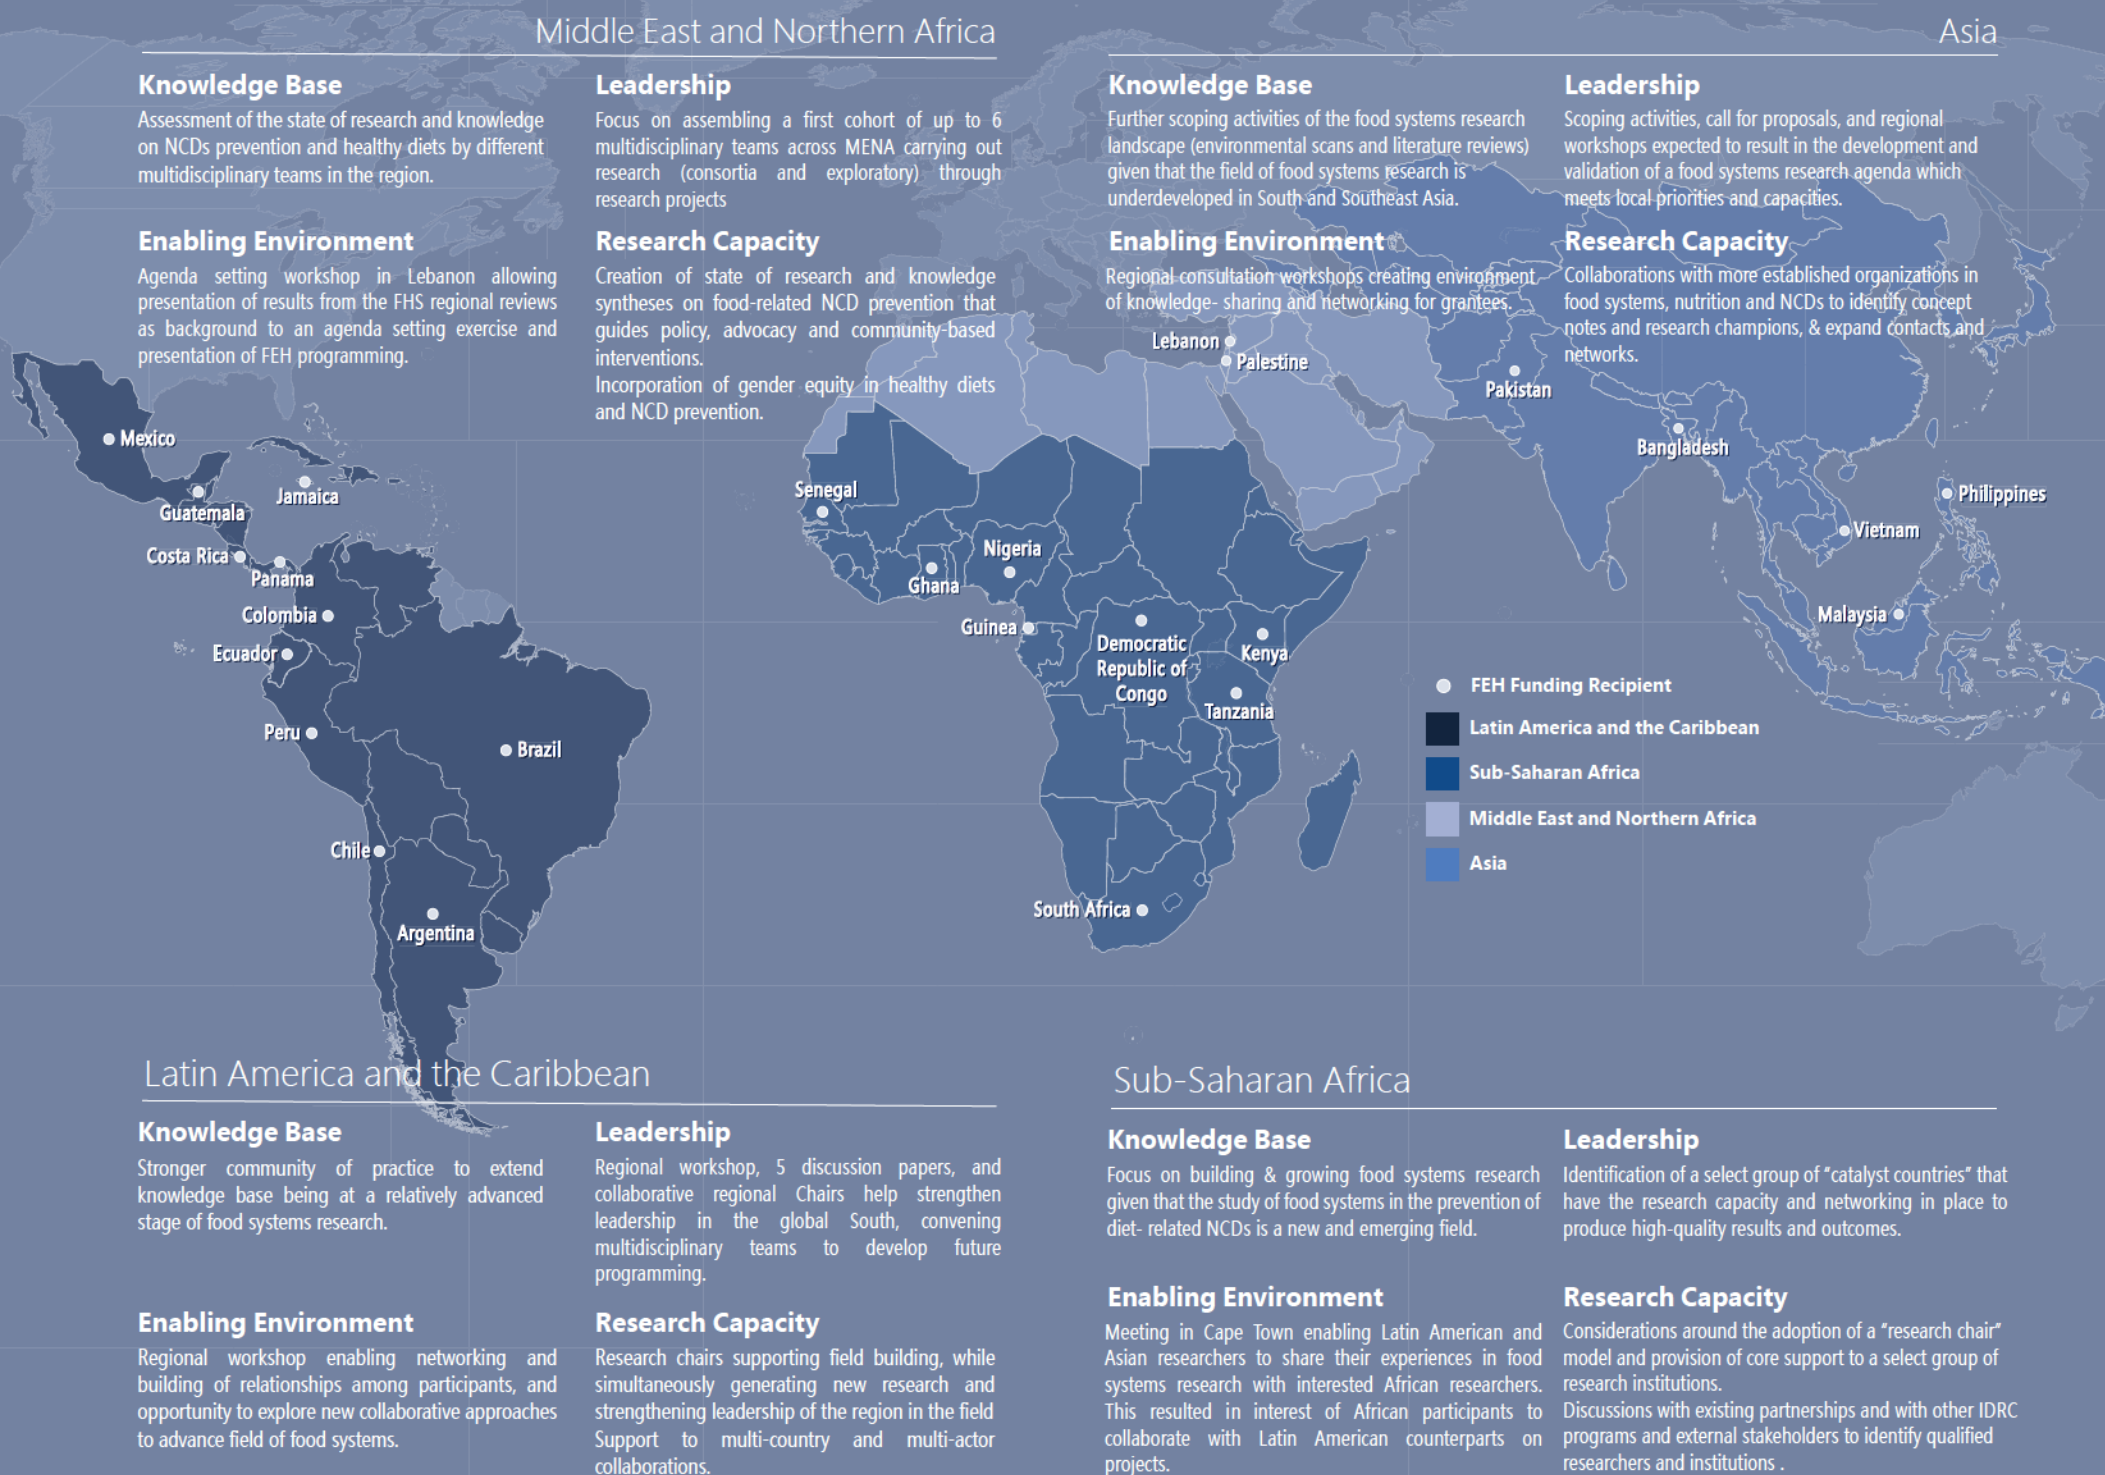 Middle East and Northern Africa
Knowledge Base
Assessment of the state of research and knowledge
on NCDs prevention and healthy diets by different
multidisciplinary teams in the region.
Leadership
Focus on assembling a first cohort of up to 6
multidisciplinary teams across MENA carrying out
research (consortia and exploratory) through
research projects
Enabling Environment
Agenda setting workshop in Lebanon allowing
presentation of results from the FHS regional reviews
as background to an agenda setting exercise and
presentation of FEH programming.
Research Capacity
Creation of state of research and knowledge
syntheses on food-related NCD prevention that
guides policy, advocacy and community-based
interventions.
Incorporation of gender equity in healthy diets
and NCD prevention.
Asia
Knowledge Base
Further scoping activities of the food systems research
landscape (environmental scans and literature reviews)
given that the field of food systems research is
underdeveloped in South and Southeast Asia.
Leadership
Scoping activities, call for proposals, and regional
workshops expected to result in the development and
validation of a food systems research agenda which
meets local priorities and capacities.
Enabling Environment
Regional consultation workshops creating environment
of knowledge- sharing and networking for grantees.
Research Capacity
Collaborations with more established organizations in
food systems, nutrition and NCDs to identify concept
notes and research champions, & expand contacts and
networks.
Mexico
Guatemala
Jamaica
Costa Rica
Panama
Colombia
Ecuador
Peru
Brazil
Chile
Argentina
Senegal
Nigeria
Ghana
Guinea
Democratic
Republic of
Congo
Kenya
Tanzania
South Africa
Lebanon
Palestine
Pakistan
Bangladesh
Philippines
Vietnam
Malaysia
FEH Funding Recipient
Latin America and the Caribbean
Sub-Saharan Africa
Middle East and Northern Africa
Asia
Latin America and the Caribbean
Knowledge Base
Stronger community of practice to extend
knowledge base being at a relatively advanced
stage of food systems research.
Leadership
Regional workshop, 5 discussion papers, and
collaborative regional Chairs help strengthen
leadership in the global South, convening
multidisciplinary teams to develop future
programming.
Enabling Environment
Regional workshop enabling networking and
building of relationships among participants, and
opportunity to explore new collaborative approaches
to advance field of food systems.
Research Capacity
Research chairs supporting field building, while
simultaneously generating new research and
strengthening leadership of the region in the field
Support to multi-country and multi-actor
collaborations.
Sub-Saharan Africa
Knowledge Base
Focus on building & growing food systems research
given that the study of food systems in the prevention of
diet- related NCDs is a new and emerging field.
Leadership
Identification of a select group of “catalyst countries” that
have the research capacity and networking in place to
produce high-quality results and outcomes.
Enabling Environment
Meeting in Cape Town enabling Latin American and
Asian researchers to share their experiences in food
systems research with interested African researchers.
This resulted in interest of African participants to
collaborate with Latin American counterparts on
projects.
Research Capacity
Considerations around the adoption of a “research chair”
model and provision of core support to a select group of
research institutions.
Discussions with existing partnerships and with other IDRC
programs and external stakeholders to identify qualified
researchers and institutions .